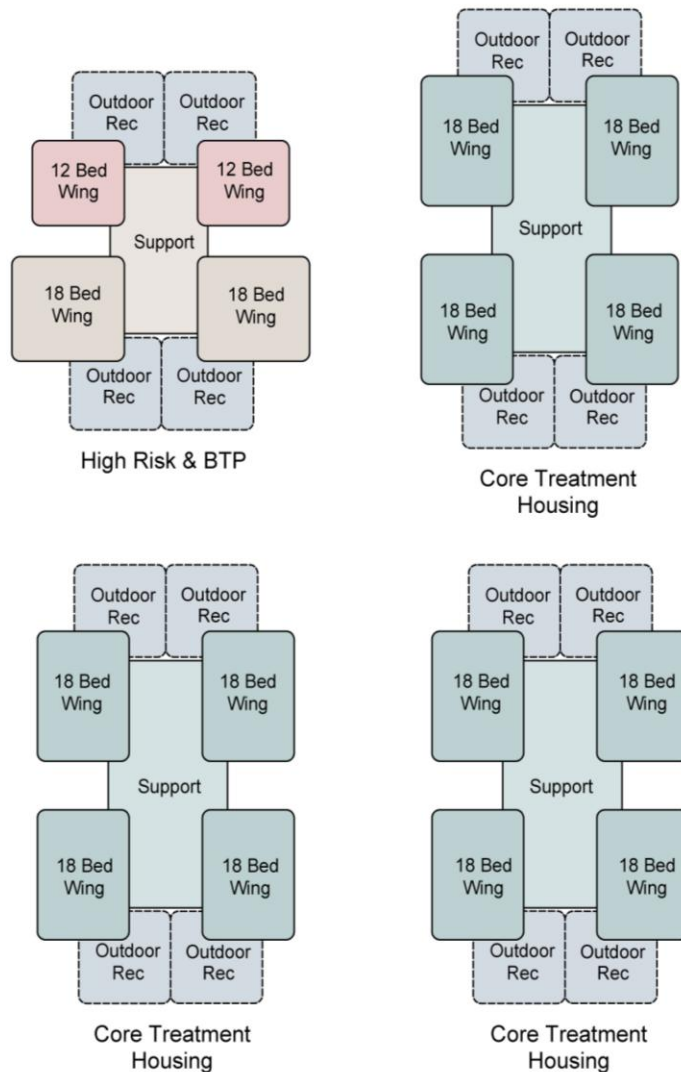 Outdoor
Rec
Outdoor
Rec
12 Bed
Wing
12 Bed
Wing
Support
18 Bed
Wing
18 Bed
Wing
Outdoor
Rec
Outdoor
Rec
High Risk & BTP
Outdoor
Rec
Outdoor
Rec
18 Bed
Wing
18 Bed
Wing
Support
18 Bed
Wing
18 Bed
Wing
Outdoor
Rec
Outdoor
Rec
Core Treatment
Housing
Outdoor
Rec
Outdoor
Rec
18 Bed
Wing
18 Bed
Wing
Support
18 Bed
Wing
18 Bed
Wing
Outdoor
Rec
Outdoor
Rec
Core Treatment
Housing
Outdoor
Rec
Outdoor
Rec
18 Bed
Wing
18 Bed
Wing
Support
18 Bed
Wing
18 Bed
Wing
Outdoor
Rec
Outdoor
Rec
Core Treatment
Housing